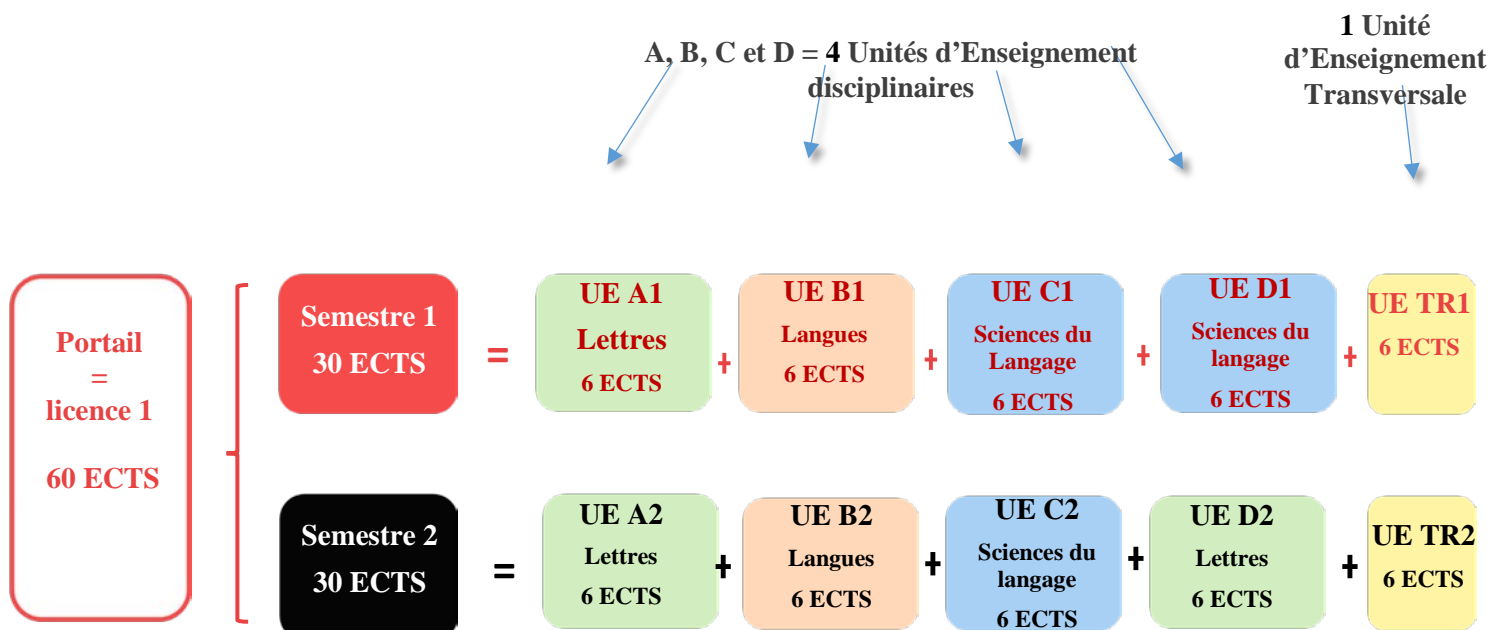 A, B, C et D = 4 Unités d’Enseignement
disciplinaires
1 Unité
d’Enseignement
Transversale
Portail
=
licence 1
60 ECTS
Semestre 1
30 ECTS
=
UE A1
Lettres
6 ECTS
+
UE B1
Langues
6 ECTS
+
UE C1
Sciences du
Langage
6 ECTS
+
UE D1
Sciences du
langage
6 ECTS
+
UE TR1
6 ECTS
Semestre 2
30 ECTS
=
UE A2
Lettres
6 ECTS
+
UE B2
Langues
6 ECTS
+
UE C2
Sciences du
langage
6 ECTS
+
UE D2
Lettres
6 ECTS
+
UE TR2
6 ECTS